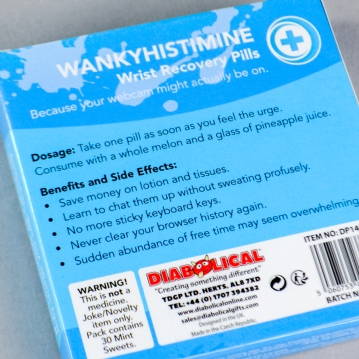 WANKYHISTIMINE
Wrist Recovery Pills
Because your webcam might actually be on.
Dosage: Take one pill as soon as you feel the urge.
Consume with a whole melon and a glass of pineapple juice.
Benefits and Side Effects:
• Save money on lotion and tissues.
• Learn to chat them up without sweating profusely.
• No more sticky keyboard keys.
• Never clear your browser history again.
• Sudden abundance of free time may seem overwhelming
WARNING!
This is not a
medicine.
Joke/Novelty
item only.
Pack contains
30 Mint
Sweets.
DIABOLICAL
"Creating something different"
TDGP LTD. HERTS. AL8 7XD
TEL: +44 (0) 1707 394382
diabolicalonline.com
sales@diabolicalgifts.com
Designed in the UK.
Made in the Czech Republic.
ITEM NO: DP14
BATCH N